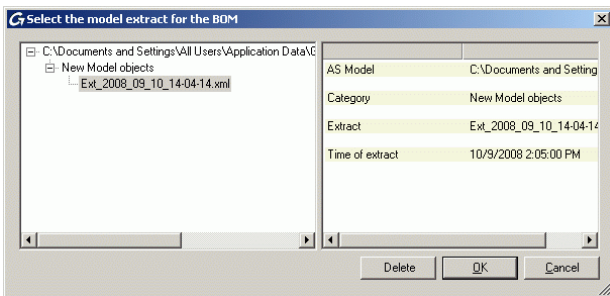 Select the model extract for the BOM
C:\Documents and Settings\All Users\Application Data\G
New Model objects
Ext_2008_09_10_14-04-14.xml
AS Model C:\Documents and Setting
Category New Model objects
Extract Ext_2008_09_10_14-04-14
Time of extract 10/9/2008 2:05:00 PM
Delete OK Cancel